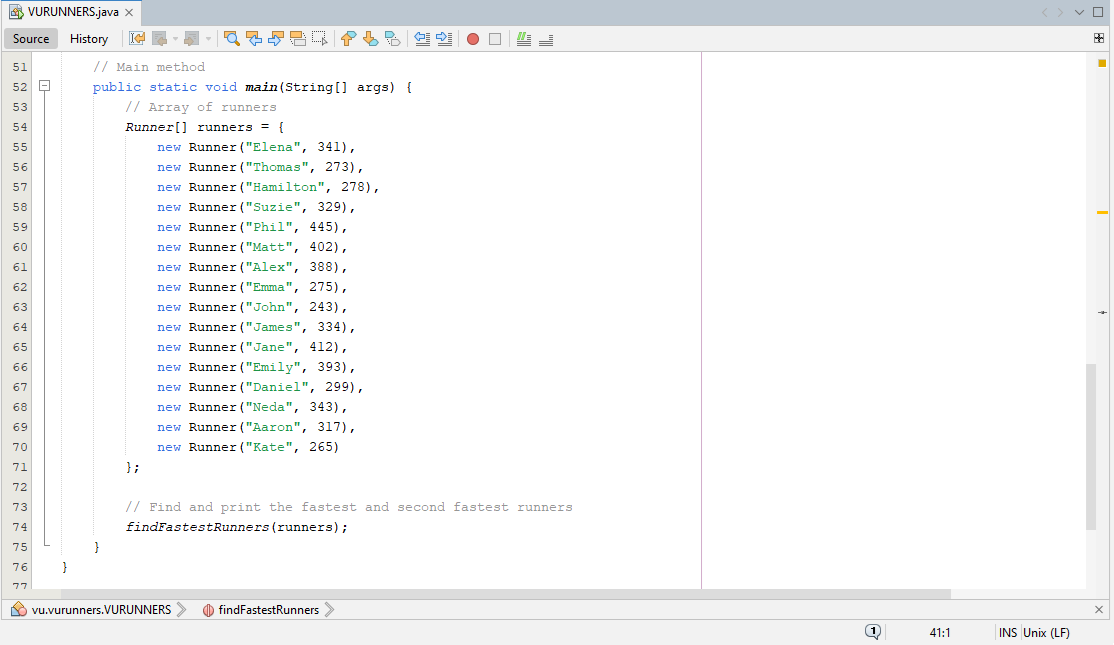 VURUNNERS.java
Source History
51 // Main method
52 public static void main(String[] args) {
53 // Array of runners
54 Runner[] runners = {
55 new Runner("Elena", 341),
56 new Runner("Thomas", 273),
57 new Runner("Hamilton", 278),
58 new Runner("Suzie", 329),
59 new Runner("Phil", 445),
60 new Runner("Matt", 402),
61 new Runner("Alex", 388),
62 new Runner("Emma", 275),
63 new Runner("John", 243),
64 new Runner("James", 334),
65 new Runner("Jane", 412),
66 new Runner("Emily", 393),
67 new Runner("Daniel", 299),
68 new Runner("Neda", 343),
69 new Runner("Aaron", 317),
70 new Runner("Kate", 265)
71 };
72
73 // Find and print the fastest and second fastest runners
74 findFastestRunners(runners);
75 }
76 }
77
vu.vurunners.VURUNNERS findFastestRunners
1 41:1 INS Unix (LF)